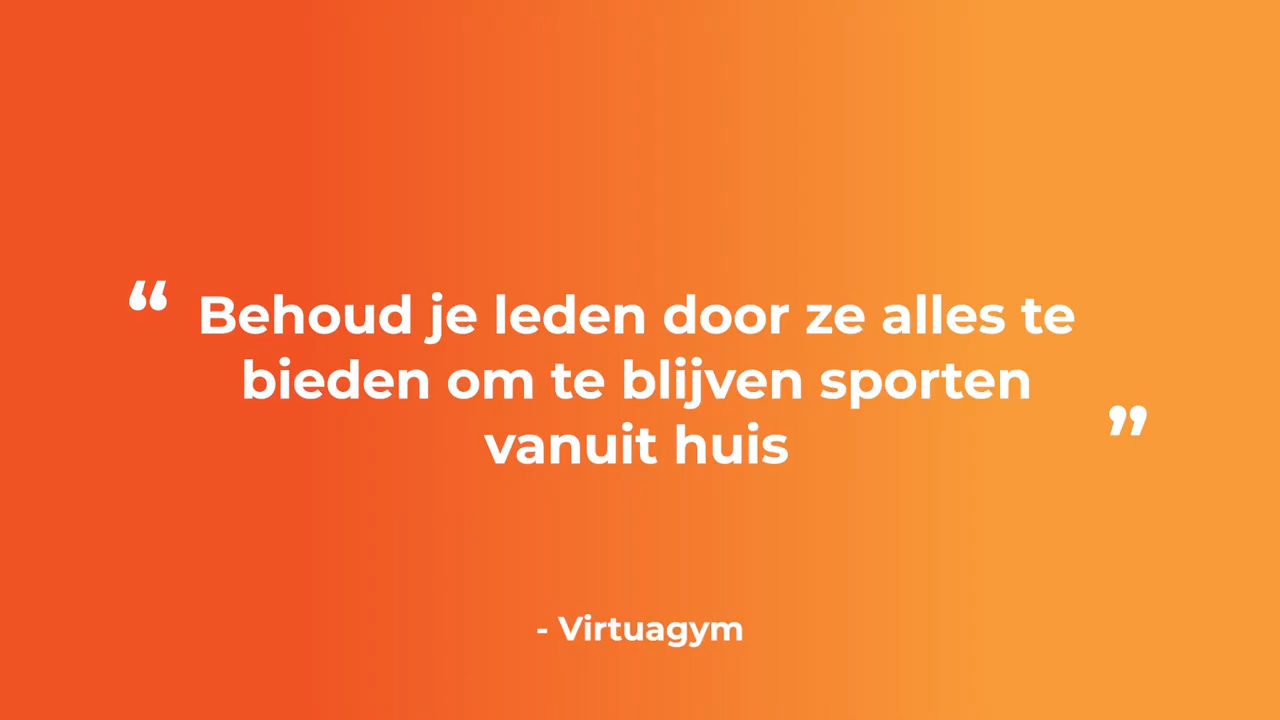 “ Behoud je leden door ze alles te
bieden om te blijven sporten
vanuit huis ”
- Virtuagym